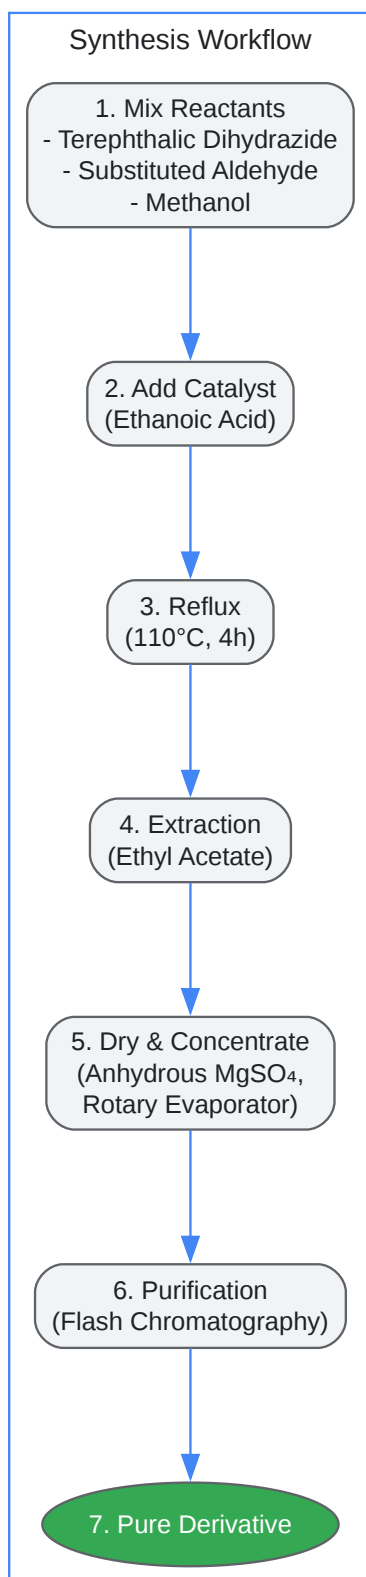 Synthesis Workflow
1. Mix Reactants
- Terephthalic Dihydrazide
- Substituted Aldehyde
- Methanol
2. Add Catalyst
(Ethanoic Acid)
3. Reflux
(110°C, 4h)
4. Extraction
(Ethyl Acetate)
5. Dry & Concentrate
(Anhydrous MgSO₄,
Rotary Evaporator)
6. Purification
(Flash Chromatography)
7. Pure Derivative